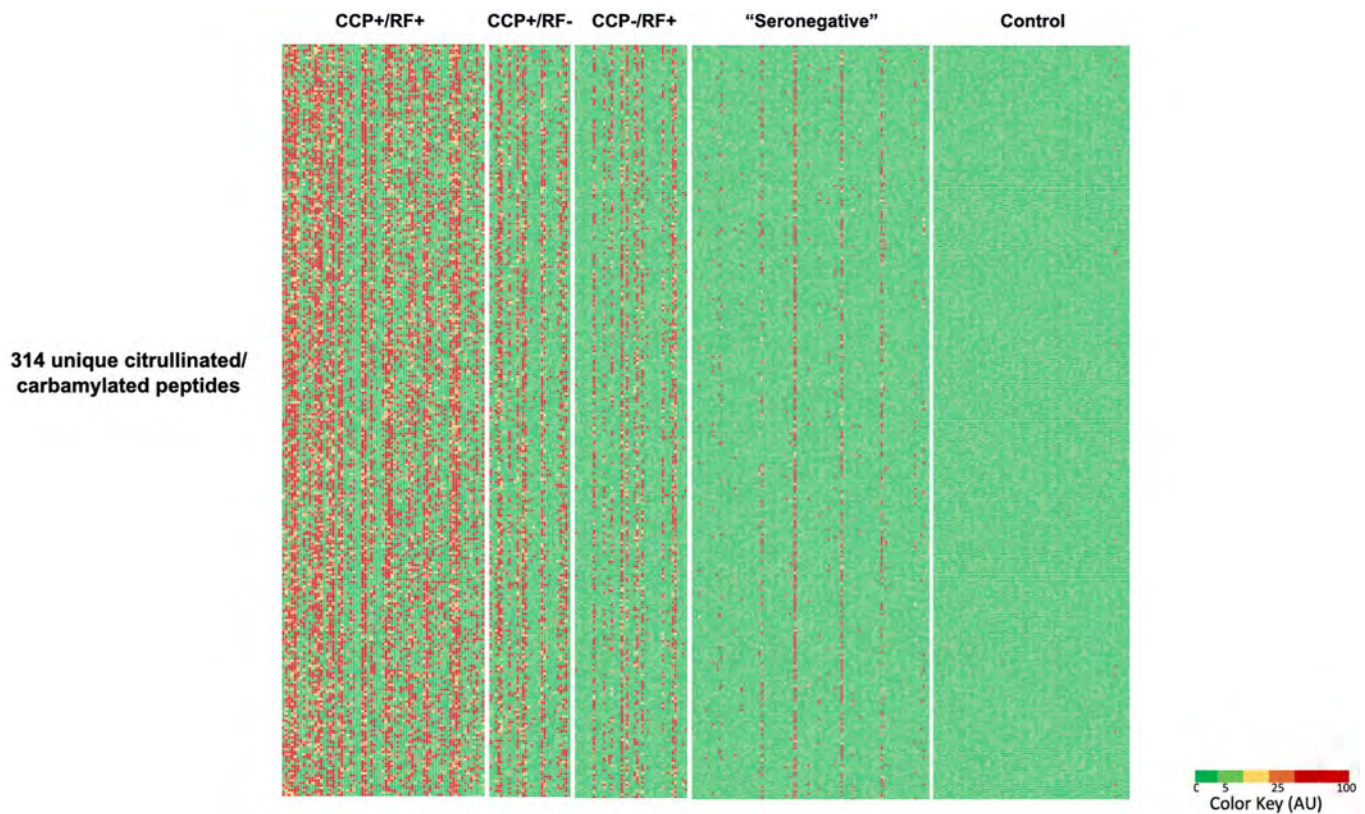 CCP+/RF+ CCP+/RF- CCP-/RF+ “Seronegative” Control
314 unique citrullinated/
carbamylated peptides
0 5 25 100
Color Key (AU)